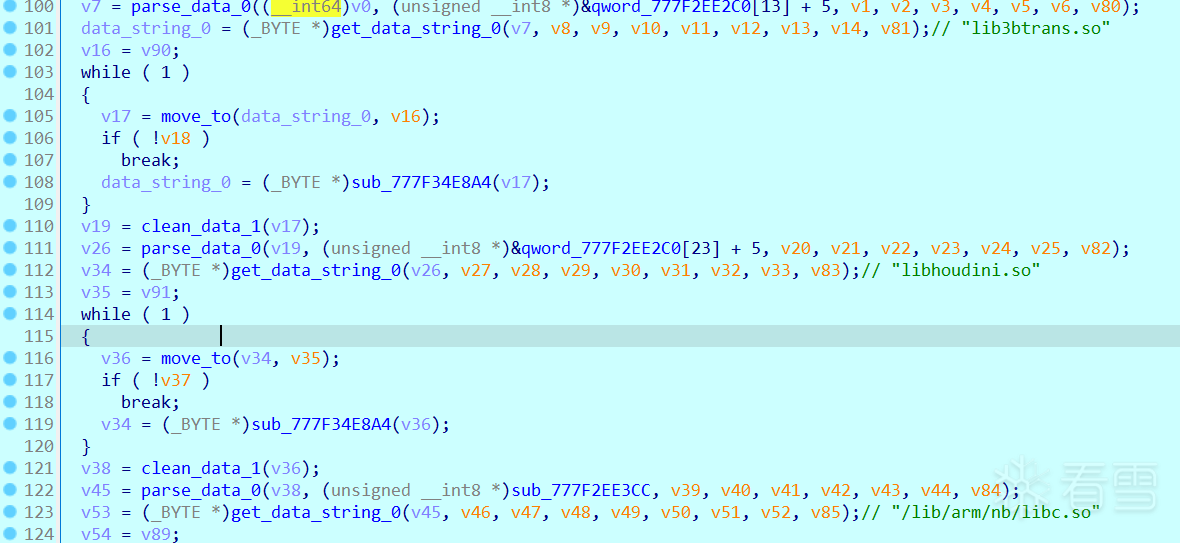 100 v7 = parse_data_0((__int64)v0, (unsigned __int8 *)&qword_777F2EE2C0[13] + 5, v1, v2, v3, v4, v5, v6, v80);
101 data_string_0 = (_BYTE *)get_data_string_0(v7, v8, v9, v10, v11, v12, v13, v14, v81);// "lib3btrans.so"
102 v16 = v90;
103 while ( 1 )
104 {
105 v17 = move_to(data_string_0, v16);
106 if ( !v18 )
107 break;
108 data_string_0 = (_BYTE *)sub_777F34E8A4(v17);
109 }
110 v19 = clean_data_1(v17);
111 v26 = parse_data_0(v19, (unsigned __int8 *)&qword_777F2EE2C0[23] + 5, v20, v21, v22, v23, v24, v25, v82);
112 v34 = (_BYTE *)get_data_string_0(v26, v27, v28, v29, v30, v31, v32, v33, v83);// "libhoudini.so"
113 v35 = v91;
114 while ( 1 )
115 {
116 v36 = move_to(v34, v35);
117 if ( !v37 )
118 break;
119 v34 = (_BYTE *)sub_777F34E8A4(v36);
120 }
121 v38 = clean_data_1(v36);
122 v45 = parse_data_0(v38, (unsigned __int8 *)sub_777F2EE3CC, v39, v40, v41, v42, v43, v44, v84);
123 v53 = (_BYTE *)get_data_string_0(v45, v46, v47, v48, v49, v50, v51, v52, v85);// "/lib/arm/nb/libc.so"
124 v54 = v89;
看雪